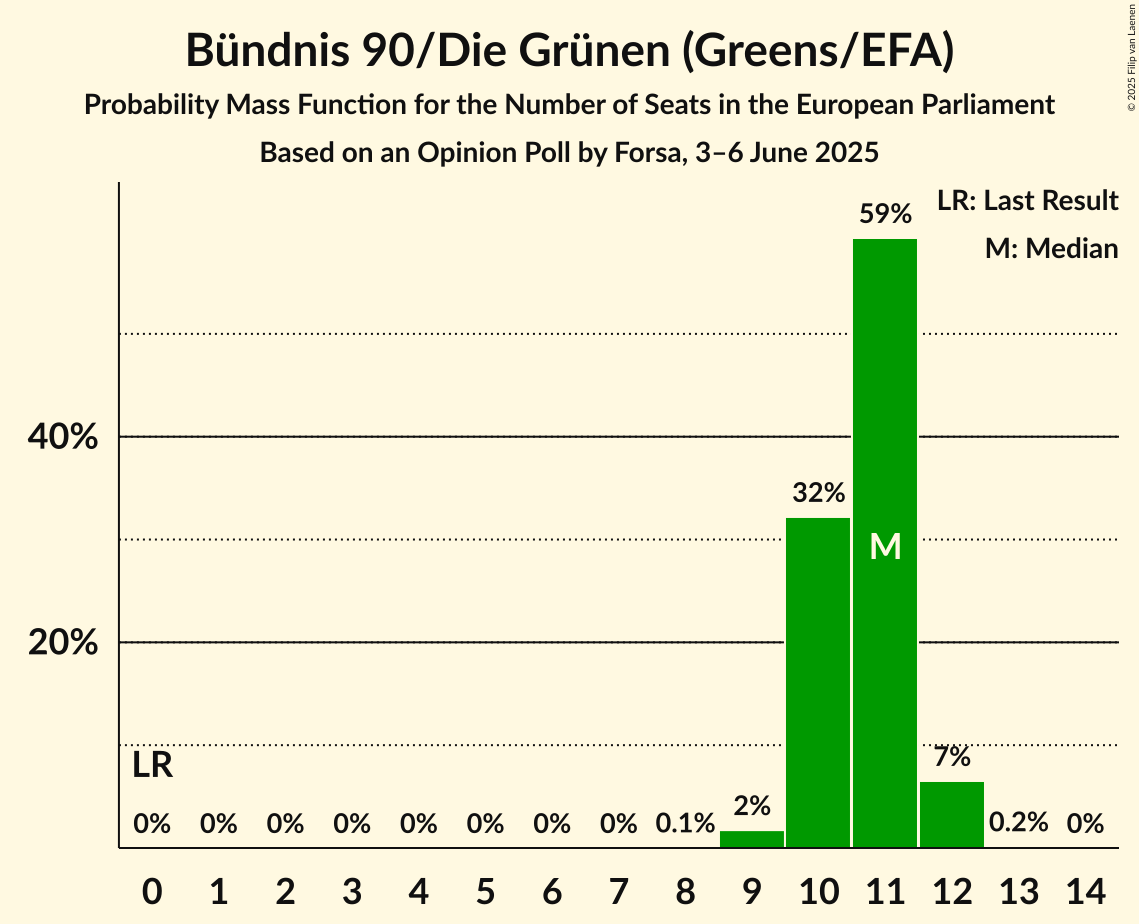 Bündnis 90/Die Grünen (Greens/EFA)
Probability Mass Function for the Number of Seats in the European Parliament
Based on an Opinion Poll by Forsa, 3–6 June 2025
© 2025 Filip van Laenen
LR: Last Result
M: Median
59%
40%
32%
M
20%
LR
7%
0% 0% 0% 0% 0% 0% 0% 0% 0.1% 2% 0.2% 0%
0 1 2 3 4 5 6 7 8 9 10 11 12 13 14